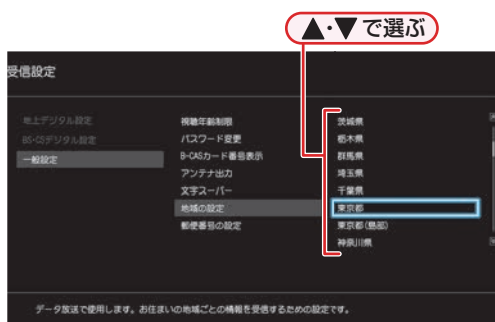 ▲・▼で選ぶ
受信設定
地上デジタル設定
BS・CSデジタル設定
一般設定
視聴年齢制限
パスワード変更
B-CASカード番号表示
アンテナ出力
文字スーパー
地域の設定
郵便番号の設定
茨城県
栃木県
群馬県
埼玉県
千葉県
東京都
東京都(島部)
神奈川県
データ放送で使用します。お住まいの地域ごとの情報を受信するための設定です。